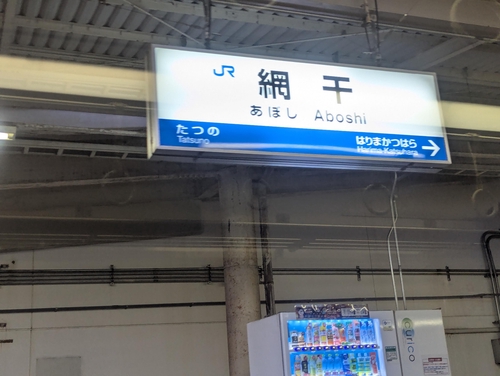 JR 網干
あぼし Aboshi
たつの
Tatsuno
はりまかつはら
Harima-Katsuhara